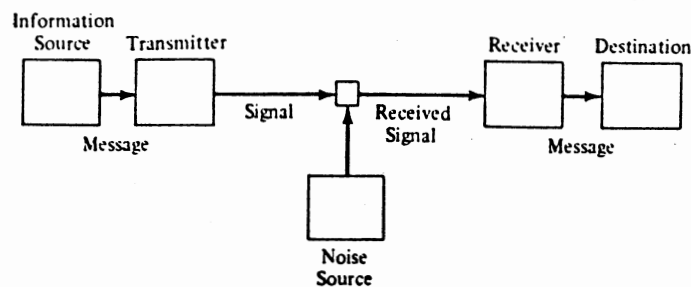 Information
Source
Transmitter
Receiver
Destination
Message
Signal
Received
Signal
Message
Noise
Source